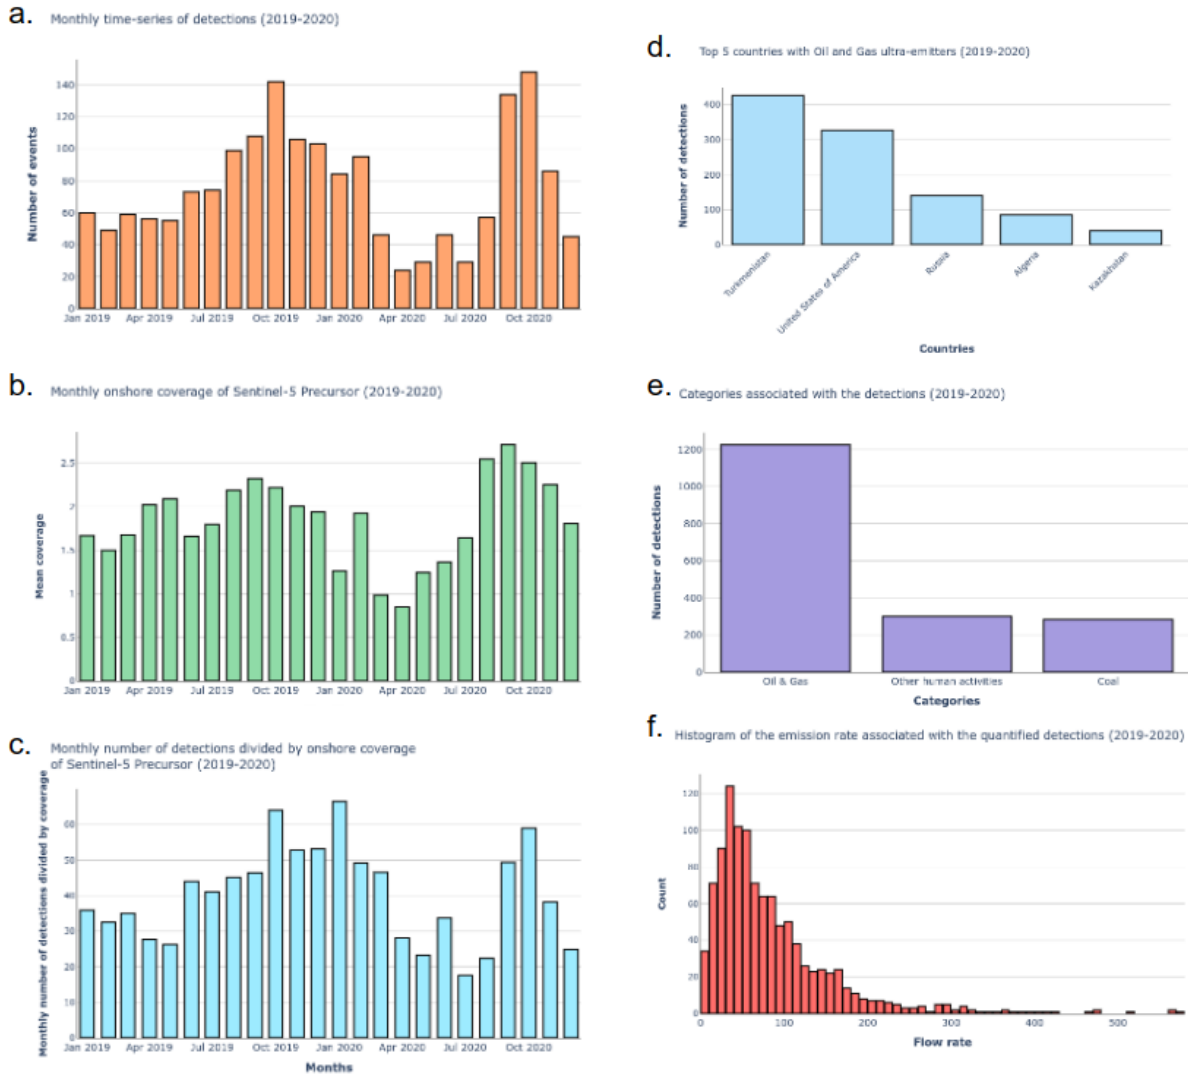 a. Monthly time-series of detections (2019-2020)
Number of events
140
120
100
80
60
40
20
0
Jan 2019 Apr 2019 Jul 2019 Oct 2019 Jan 2020 Apr 2020 Jul 2020 Oct 2020
b. Monthly onshore coverage of Sentinel-5 Precursor (2019-2020)
Mean coverage
2.5
2
1.5
1
0.5
0
Jan 2019 Apr 2019 Jul 2019 Oct 2019 Jan 2020 Apr 2020 Jul 2020 Oct 2020
c. Monthly number of detections divided by onshore coverage
of Sentinel-5 Precursor (2019-2020)
Monthly number of detections divided by coverage
60
50
40
30
20
10
0
Jan 2019 Apr 2019 Jul 2019 Oct 2019 Jan 2020 Apr 2020 Jul 2020 Oct 2020
Months
d. Top 5 countries with Oil and Gas ultra-emitters (2019-2020)
Number of detections
400
300
200
100
0
Turkmenistan
United States of America
Russia
Algeria
Kazakhstan
Countries
e. Categories associated with the detections (2019-2020)
Number of detections
1200
1000
800
600
400
200
0
Oil & Gas Other human activities Coal
Categories
f. Histogram of the emission rate associated with the quantified detections (2019-2020)
Count
120
100
80
60
40
20
0
0 100 200 300 400 500
Flow rate